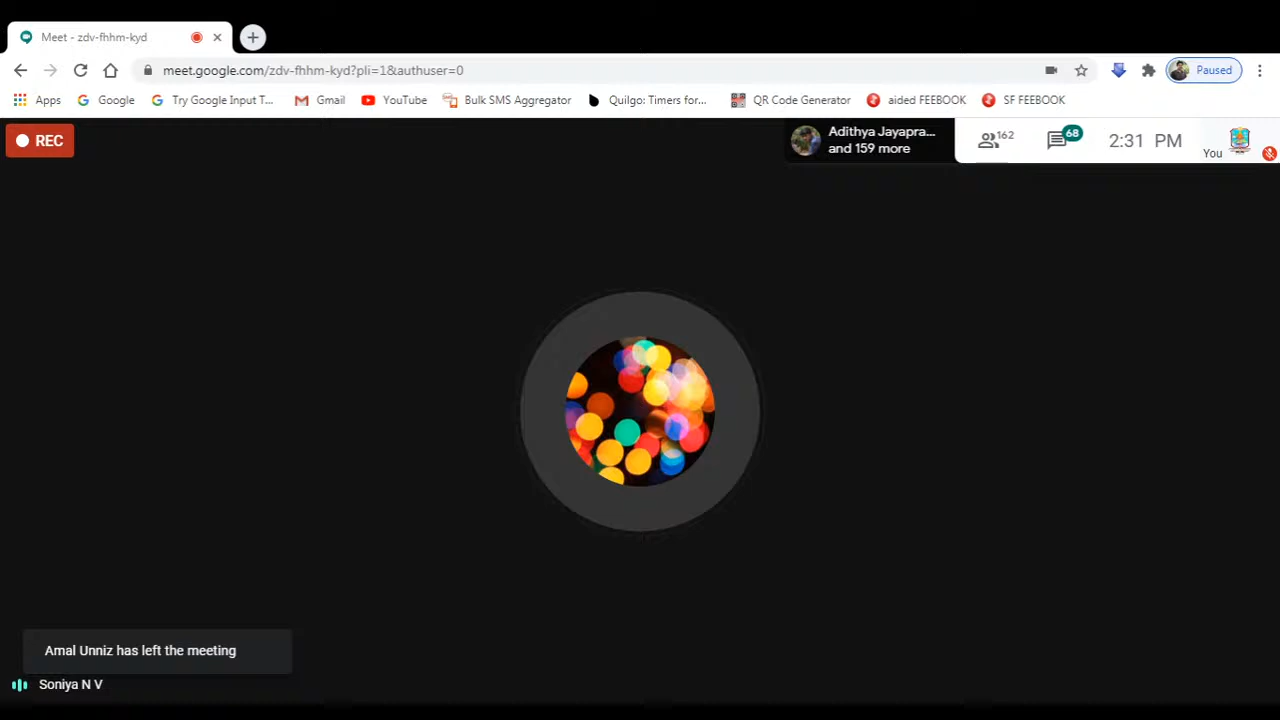 Meet - zdv-fhhm-kyd
meet.google.com/zdv-fhhm-kyd?pli=1&authuser=0
Paused
Apps Google Try Google Input T... Gmail YouTube Bulk SMS Aggregator Quilgo: Timers for... QR Code Generator aided FEEBOOK SF FEEBOOK
REC
Adithya Jayapra...
and 159 more
162
68
2:31 PM
You
Amal Unniz has left the meeting
Soniya N V